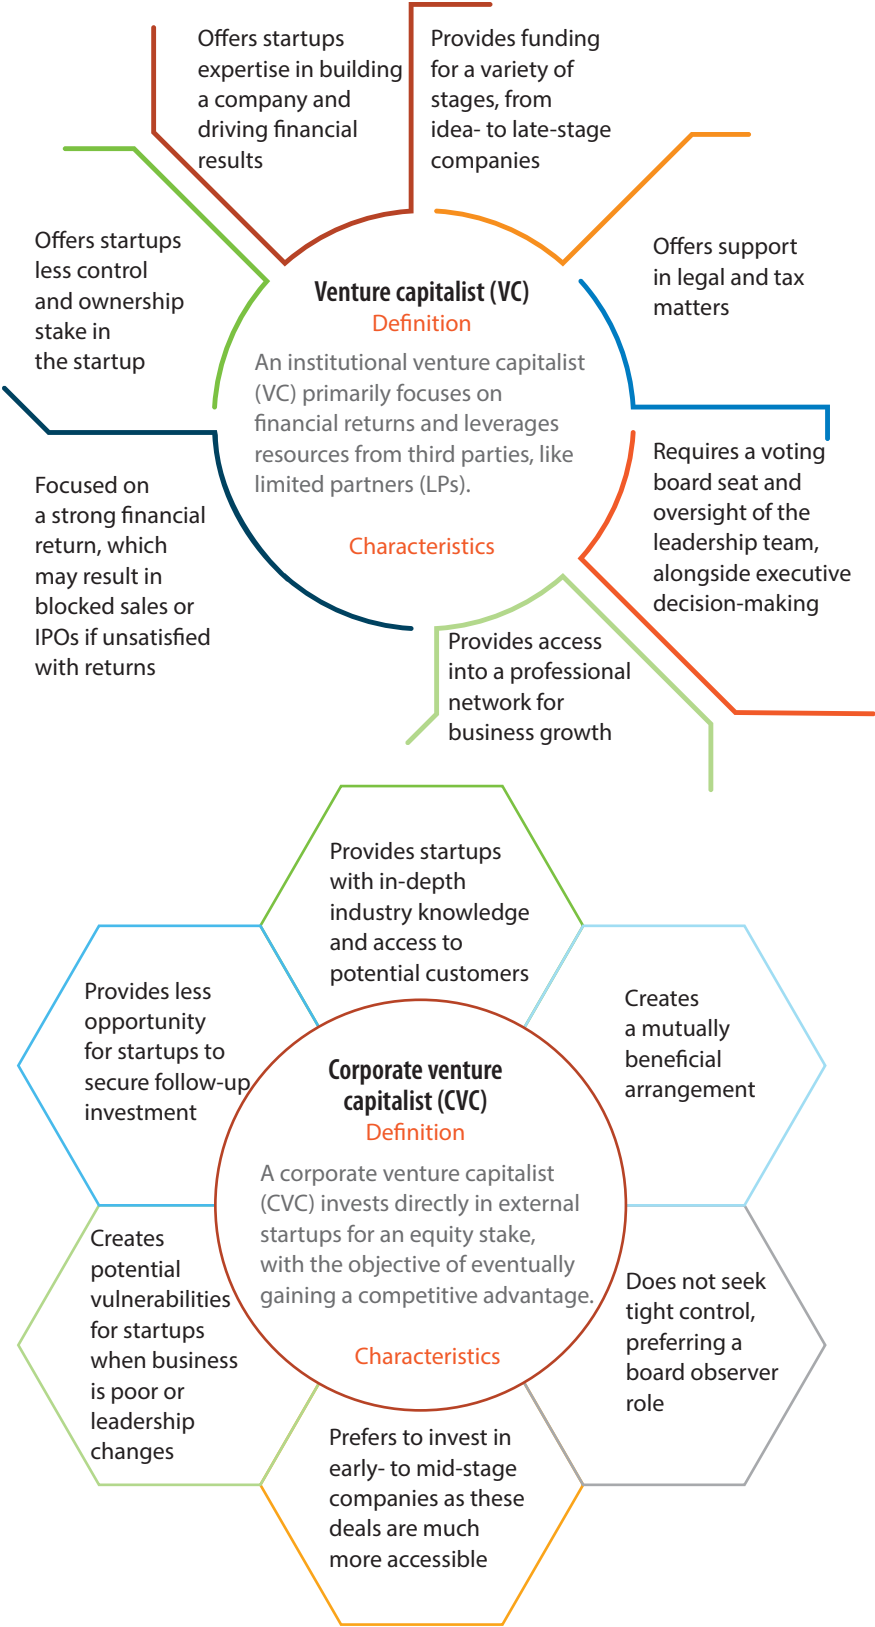 Offers startups
expertise in building
a company and
driving financial
results
Provides funding
for a variety of
stages, from
idea- to late-stage
companies
Offers startups
less control
and ownership
stake in
the startup
Offers support
in legal and tax
matters
Venture capitalist (VC)
Definition
An institutional venture capitalist
(VC) primarily focuses on
financial returns and leverages
resources from third parties, like
limited partners (LPs).
Characteristics
Focused on
a strong financial
return, which
may result in
blocked sales or
IPOs if unsatisfied
with returns
Requires a voting
board seat and
oversight of the
leadership team,
alongside executive
decision-making
Provides access
into a professional
network for
business growth
Provides startups
with in-depth
industry knowledge
and access to
potential customers
Provides less
opportunity
for startups to
secure follow-up
investment
Creates
a mutually
beneficial
arrangement
Corporate venture
capitalist (CVC)
Definition
A corporate venture capitalist
(CVC) invests directly in external
startups for an equity stake,
with the objective of eventually
gaining a competitive advantage.
Characteristics
Creates
potential
vulnerabilities
for startups
when business
is poor or
leadership
changes
Does not seek
tight control,
preferring a
board observer
role
Prefers to invest in
early- to mid-stage
companies as these
deals are much
more accessible